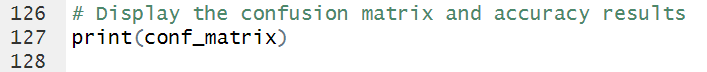 126 # Display the confusion matrix and accuracy results
127 print(conf_matrix)
128